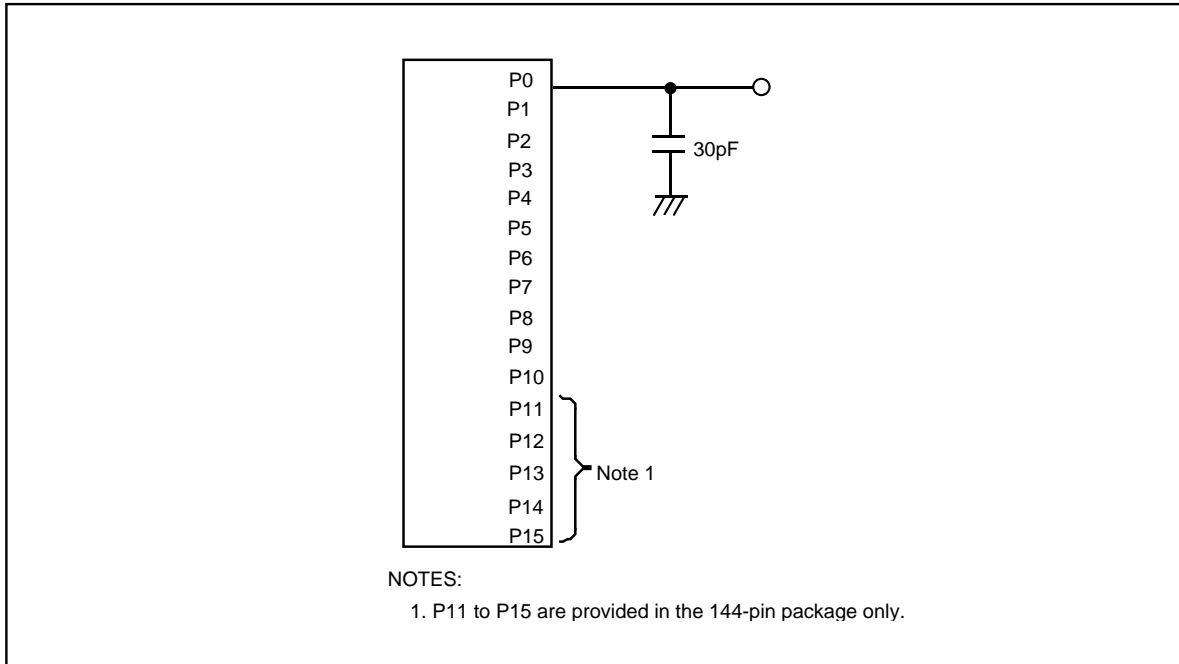 P0
P1
P2
P3
P4
P5
P6
P7
P8
P9
P10
P11
P12
P13
P14
P15
30pF
Note 1
NOTES:
1. P11 to P15 are provided in the 144-pin package only.